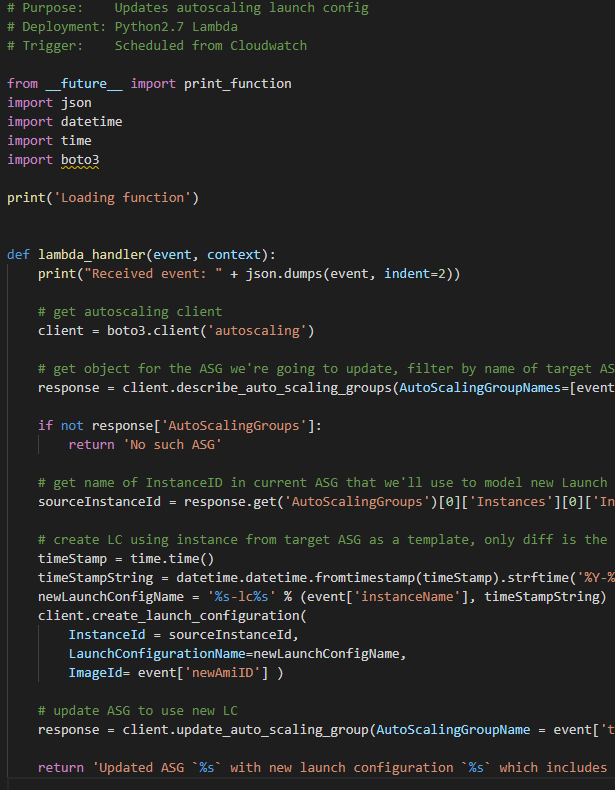 # Purpose:    Updates autoscaling launch config
# Deployment: Python2.7 Lambda
# Trigger:    Scheduled from Cloudwatch
from __future__ import print_function
import json
import datetime
import time
import boto3
print('Loading function')
def lambda_handler(event, context):
    print("Received event: " + json.dumps(event, indent=2))
    # get autoscaling client
    client = boto3.client('autoscaling')
    # get object for the ASG we're going to update, filter by name of target AS
    response = client.describe_auto_scaling_groups(AutoScalingGroupNames=[event
    if not response['AutoScalingGroups']:
        return 'No such ASG'
    # get name of InstanceID in current ASG that we'll use to model new Launch
    sourceInstanceId = response.get('AutoScalingGroups')[0]['Instances'][0]['In
    # create LC using instance from target ASG as a template, only diff is the
    timeStamp = time.time()
    timeStampString = datetime.datetime.fromtimestamp(timeStamp).strftime('%Y-%
    newLaunchConfigName = '%s-lc%s' % (event['instanceName'], timeStampString)
    client.create_launch_configuration(
        InstanceId = sourceInstanceId,
        LaunchConfigurationName=newLaunchConfigName,
        ImageId= event['newAmiID'] )
    # update ASG to use new LC
    response = client.update_auto_scaling_group(AutoScalingGroupName = event['t
    return 'Updated ASG `%s` with new launch configuration `%s` which includes